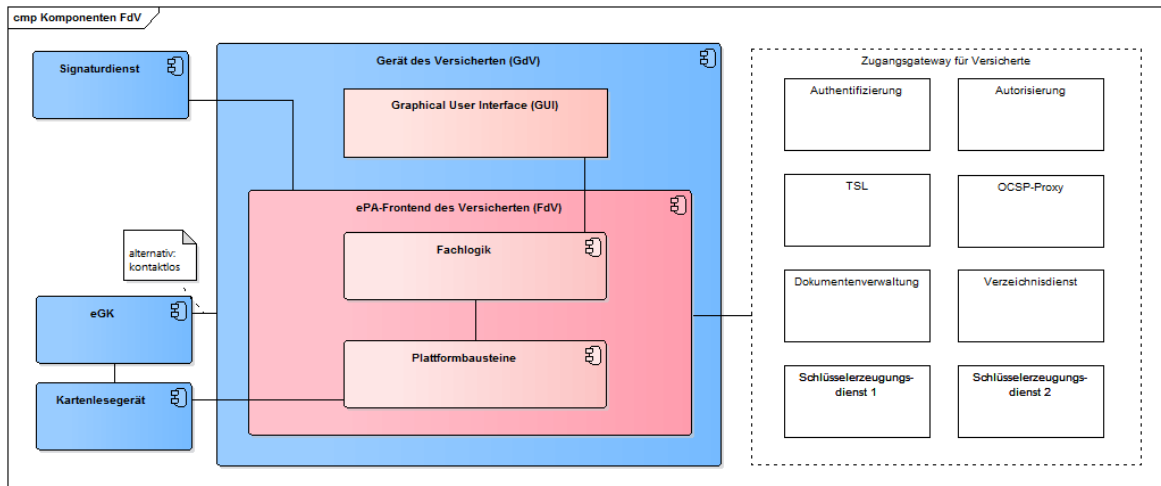 cmp Komponenten FdV
Signaturdienst
Gerät des Versicherten (GdV)
Graphical User Interface (GUI)
ePA-Frontend des Versicherten (FdV)
Fachlogik
Plattformbausteine
alternativ:
kontaktlos
eGK
Kartenlesegerät
Zugangsgateway für Versicherte
Authentifizierung
Autorisierung
TSL
OCSP-Proxy
Dokumentenverwaltung
Verzeichnisdienst
Schlüsselerzeugungs-
dienst 1
Schlüsselerzeugungs-
dienst 2